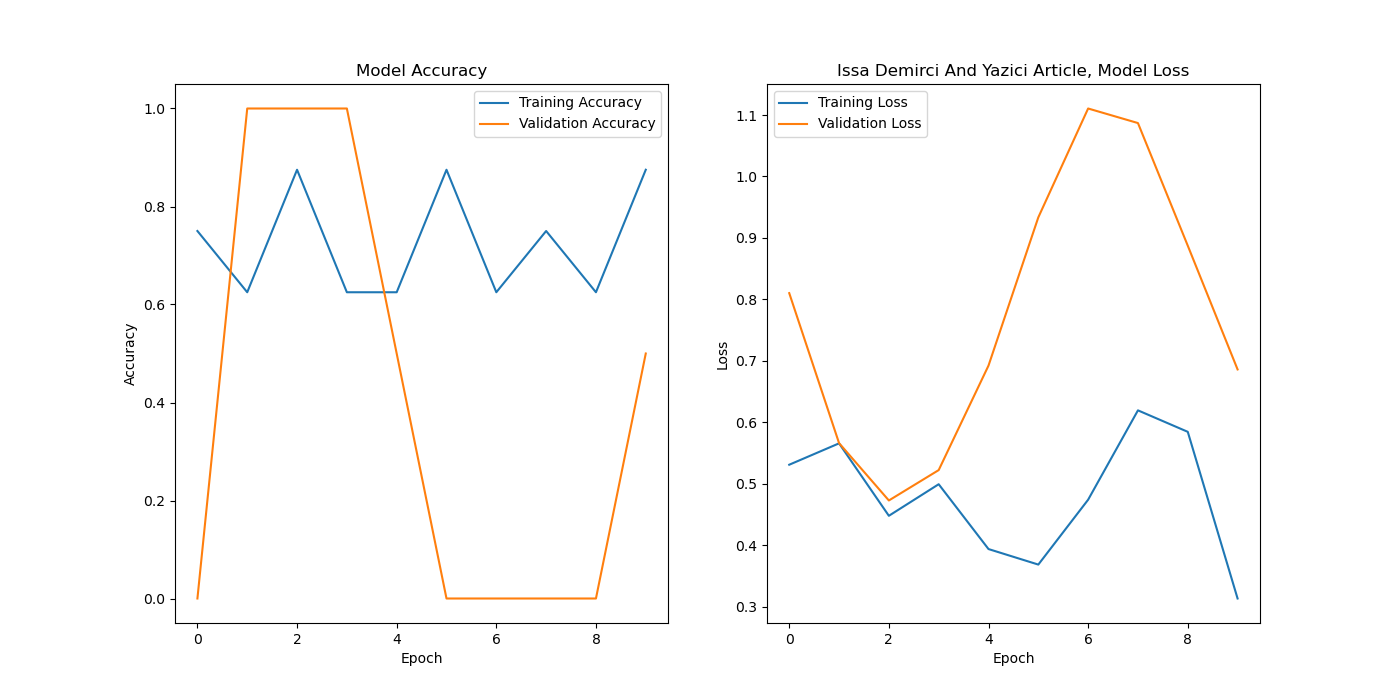 Model Accuracy
Training Accuracy
Validation Accuracy
1.0
0.8
0.6
0.4
0.2
0.0
Accuracy
0 2 4 6 8
Epoch
Issa Demirci And Yazici Article, Model Loss
Training Loss
Validation Loss
1.1
1.0
0.9
0.8
0.7
0.6
0.5
0.4
0.3
Loss
0 2 4 6 8
Epoch